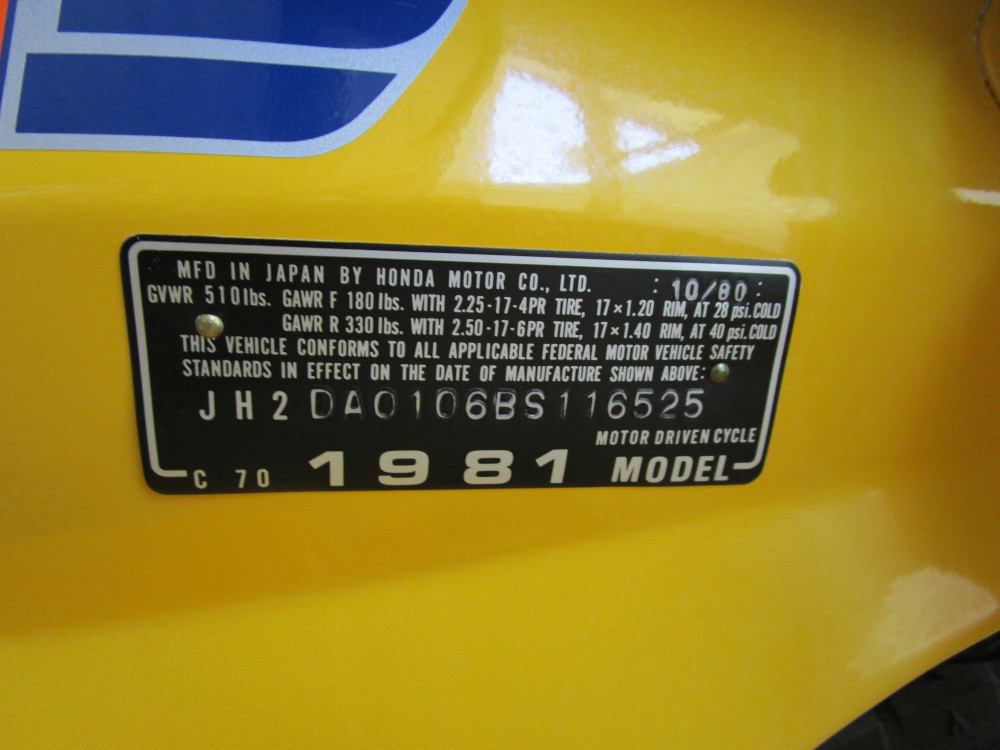 MFD IN JAPAN BY HONDA MOTOR CO., LTD. : 10/80 :
GVWR 510 lbs. GAWR F 180 lbs. WITH 2.25-17-4PR TIRE, 17×1.20 RIM, AT 28 psi.COLD
GAWR R 330 lbs. WITH 2.50-17-6PR TIRE, 17×1.40 RIM, AT 40 psi.COLD
THIS VEHICLE CONFORMS TO ALL APPLICABLE FEDERAL MOTOR VEHICLE SAFETY
STANDARDS IN EFFECT ON THE DATE OF MANUFACTURE SHOWN ABOVE:
JH2DA0106BS116525
MOTOR DRIVEN CYCLE
C 70 1981 MODEL